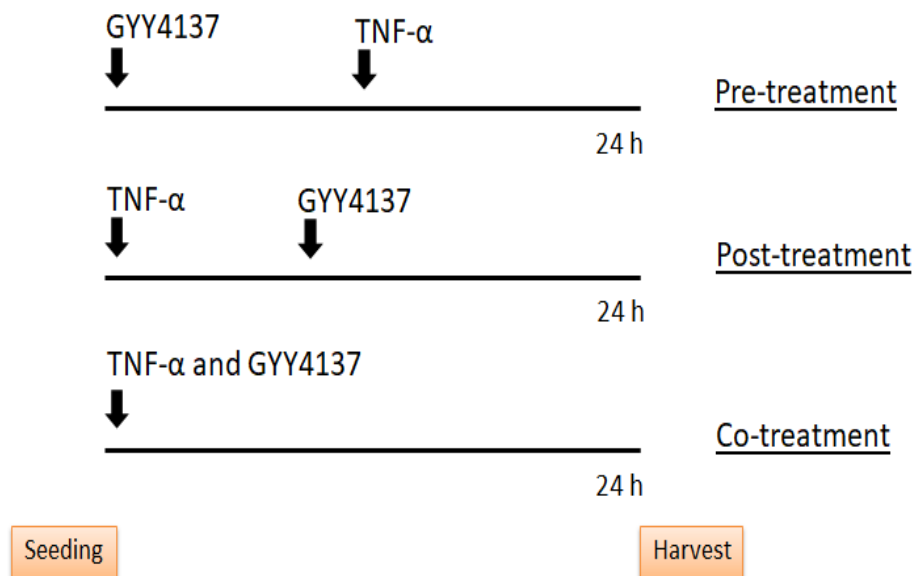 GYY4137
TNF-α
Pre-treatment
24 h
TNF-α
GYY4137
Post-treatment
24 h
TNF-α and GYY4137
Co-treatment
24 h
Seeding
Harvest